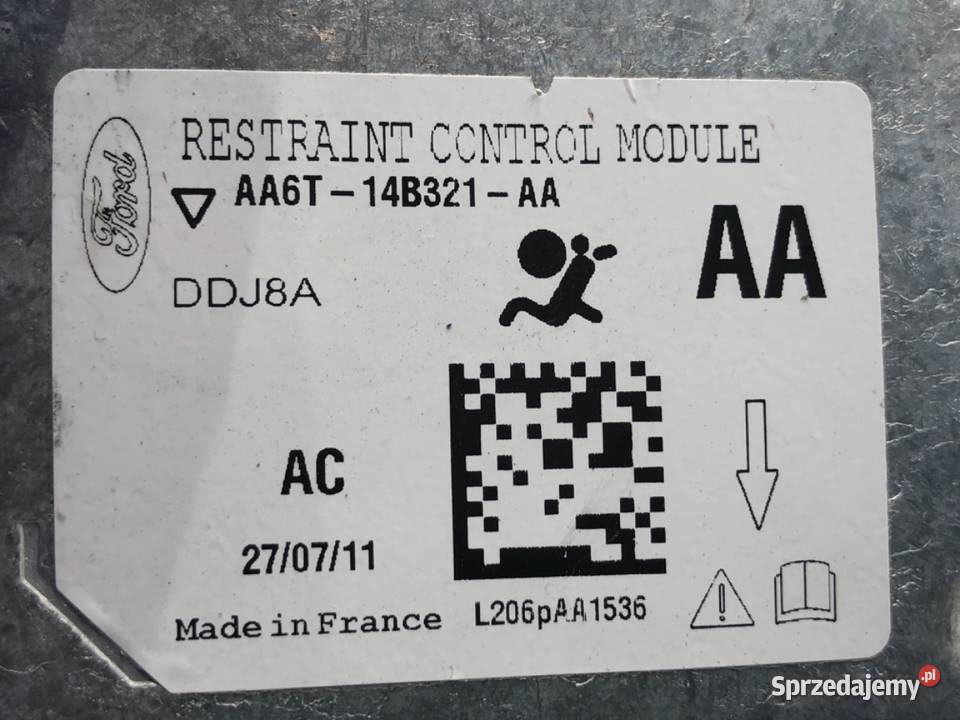 Ford
RESTRAINT CONTROL MODULE
AA6T-14B321-AA
AA
DDJ8A
AC
27/07/11
Made in France
L206pAA1536
Sprzedajemy.pl